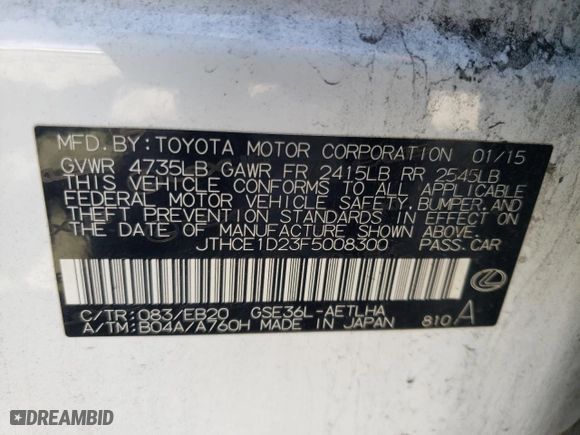 MFD. BY: TOYOTA MOTOR CORPORATION 01/15
GVWR 4735LB GAWR FR 2415LB RR 2545LB
THIS VEHICLE CONFORMS TO ALL APPLICABLE
FEDERAL MOTOR VEHICLE SAFETY, BUMPER, AND
THEFT PREVENTION STANDARDS IN EFFECT ON
THE DATE OF MANUFACTURE SHOWN ABOVE.
JTHCE1D23F5008300 PASS. CAR
C/TR: 083/EB20 GSE36L-AETLHA
A/TM: B04A/A760H MADE IN JAPAN 810 A
DREAMBID